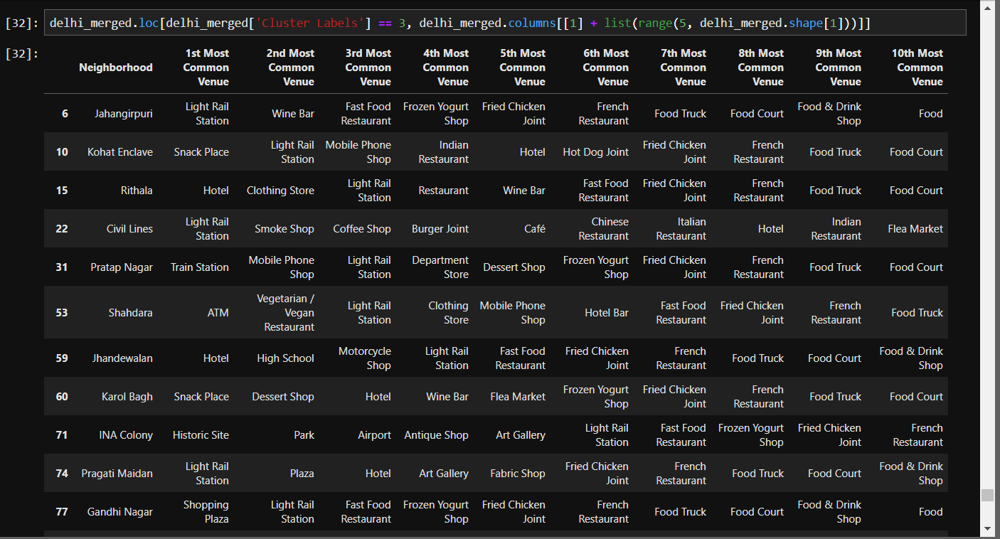 [32]: delhi_merged.loc[delhi_merged['Cluster Labels'] == 3, delhi_merged.columns[[1] + list(range(5, delhi_merged.shape[1]))]]
[32]:
Neighborhood 1st Most Common Venue 2nd Most Common Venue 3rd Most Common Venue 4th Most Common Venue 5th Most Common Venue 6th Most Common Venue 7th Most Common Venue 8th Most Common Venue 9th Most Common Venue 10th Most Common Venue
6 Jahangirpuri Light Rail Station Wine Bar Fast Food Restaurant Frozen Yogurt Shop Fried Chicken Joint French Restaurant Food Truck Food Court Food & Drink Shop Food
10 Kohat Enclave Snack Place Light Rail Station Mobile Phone Shop Indian Restaurant Hotel Hot Dog Joint Fried Chicken Joint French Restaurant Food Truck Food Court
15 Rithala Hotel Clothing Store Light Rail Station Restaurant Wine Bar Fast Food Restaurant Fried Chicken Joint French Restaurant Food Truck Food Court
22 Civil Lines Light Rail Station Smoke Shop Coffee Shop Burger Joint Café Chinese Restaurant Italian Restaurant Hotel Indian Restaurant Flea Market
31 Pratap Nagar Train Station Mobile Phone Shop Light Rail Station Department Store Dessert Shop Frozen Yogurt Shop Fried Chicken Joint French Restaurant Food Truck Food Court
53 Shahdara ATM Vegetarian / Vegan Restaurant Light Rail Station Clothing Store Mobile Phone Shop Hotel Bar Fast Food Restaurant Fried Chicken Joint French Restaurant Food Truck
59 Jhandewalan Hotel High School Motorcycle Shop Light Rail Station Fast Food Restaurant Fried Chicken Joint French Restaurant Food Truck Food Court Food & Drink Shop
60 Karol Bagh Snack Place Dessert Shop Hotel Wine Bar Flea Market Frozen Yogurt Shop Fried Chicken Joint French Restaurant Food Truck Food Court
71 INA Colony Historic Site Park Airport Antique Shop Art Gallery Light Rail Station Fast Food Restaurant Frozen Yogurt Shop Fried Chicken Joint French Restaurant
74 Pragati Maidan Light Rail Station Plaza Hotel Art Gallery Fabric Shop Fried Chicken Joint French Restaurant Food Truck Food Court Food & Drink Shop
77 Gandhi Nagar Shopping Plaza Light Rail Station Fast Food Restaurant Frozen Yogurt Shop Fried Chicken Joint French Restaurant Food Truck Food Court Food & Drink Shop Food